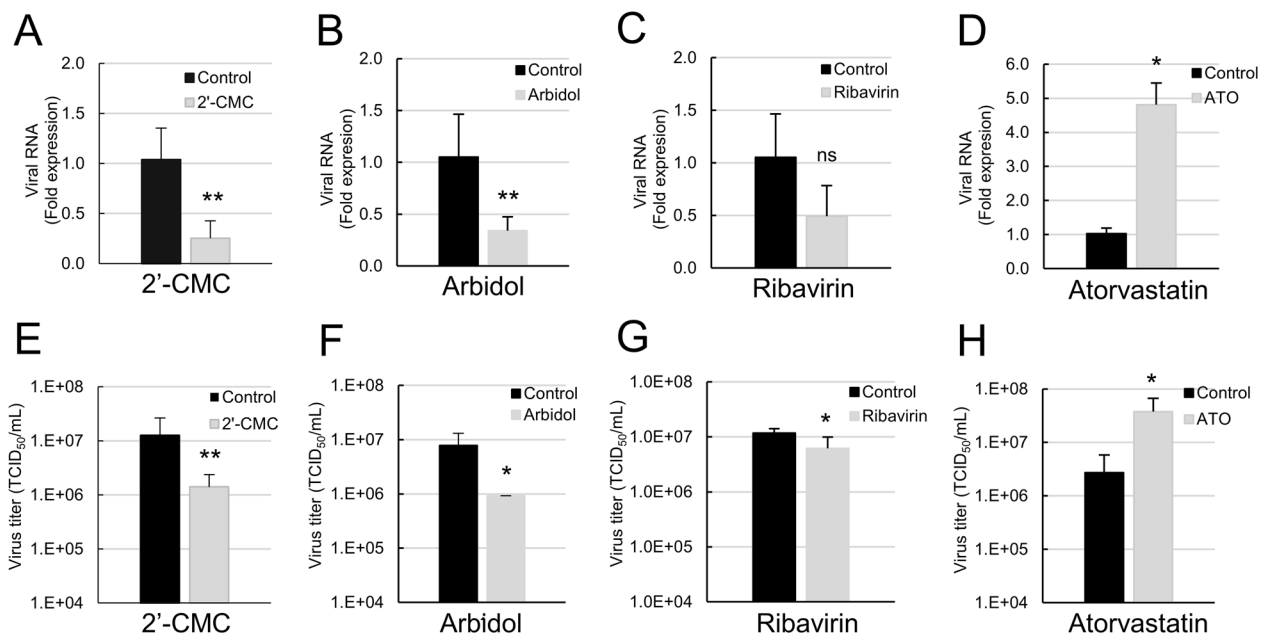 A
Viral RNA
(Fold expression)
2.0
1.5
1.0
0.5
0.0
Control
2'-CMC
**
2'-CMC
B
Viral RNA
(Fold expression)
2.0
1.5
1.0
0.5
0.0
Control
Arbidol
**
Arbidol
C
Viral RNA
(Fold expression)
2.0
1.5
1.0
0.5
0.0
Control
Ribavirin
ns
Ribavirin
D
Viral RNA
(Fold expression)
6.0
5.0
4.0
3.0
2.0
1.0
0.0
*
Control
ATO
Atorvastatin
E
Virus titer (TCID50/mL)
1.E+08
1.E+07
1.E+06
1.E+05
1.E+04
Control
2'-CMC
**
2'-CMC
F
Virus titer (TCID50/mL)
1.E+08
1.E+07
1.E+06
1.E+05
1.E+04
Control
Arbidol
*
Arbidol
G
Virus titer (TCID50/mL)
1.0E+08
1.0E+07
1.0E+06
1.0E+05
1.0E+04
Control
Ribavirin
*
Ribavirin
H
Virus titer (TCID50/mL)
1.E+08
1.E+07
1.E+06
1.E+05
1.E+04
*
Control
ATO
Atorvastatin